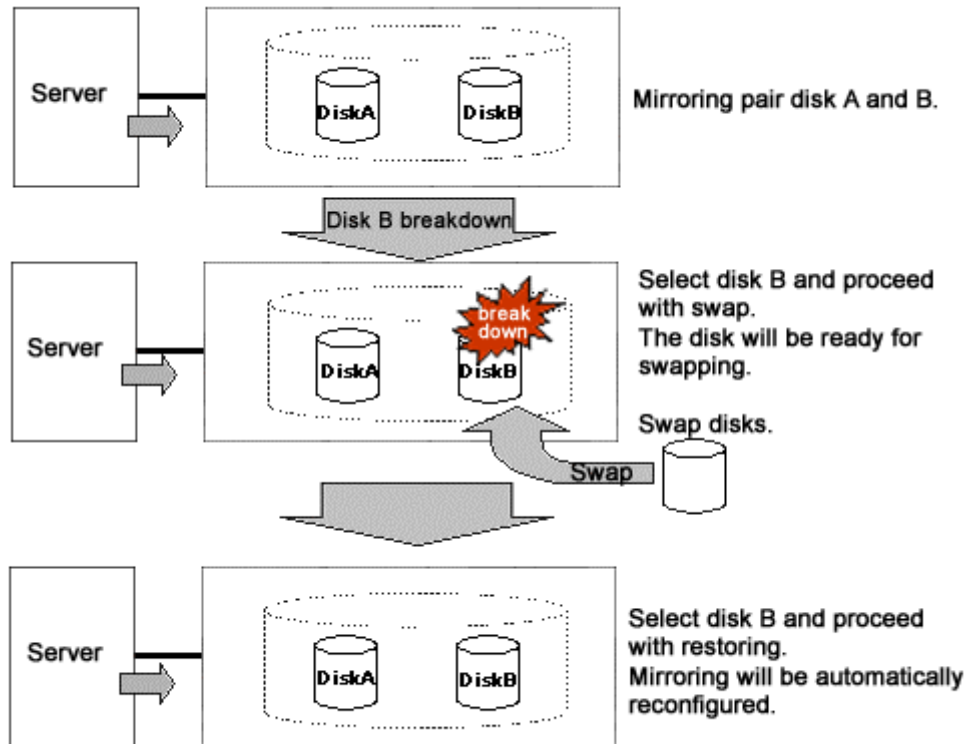 Server
DiskA
DiskB
Mirroring pair disk A and B.
Disk B breakdown
Server
DiskA
break
down
DiskB
Select disk B and proceed
with swap.
The disk will be ready for
swapping.
Swap disks.
Swap
Server
DiskA
DiskB
Select disk B and proceed
with restoring.
Mirroring will be automatically
reconfigured.